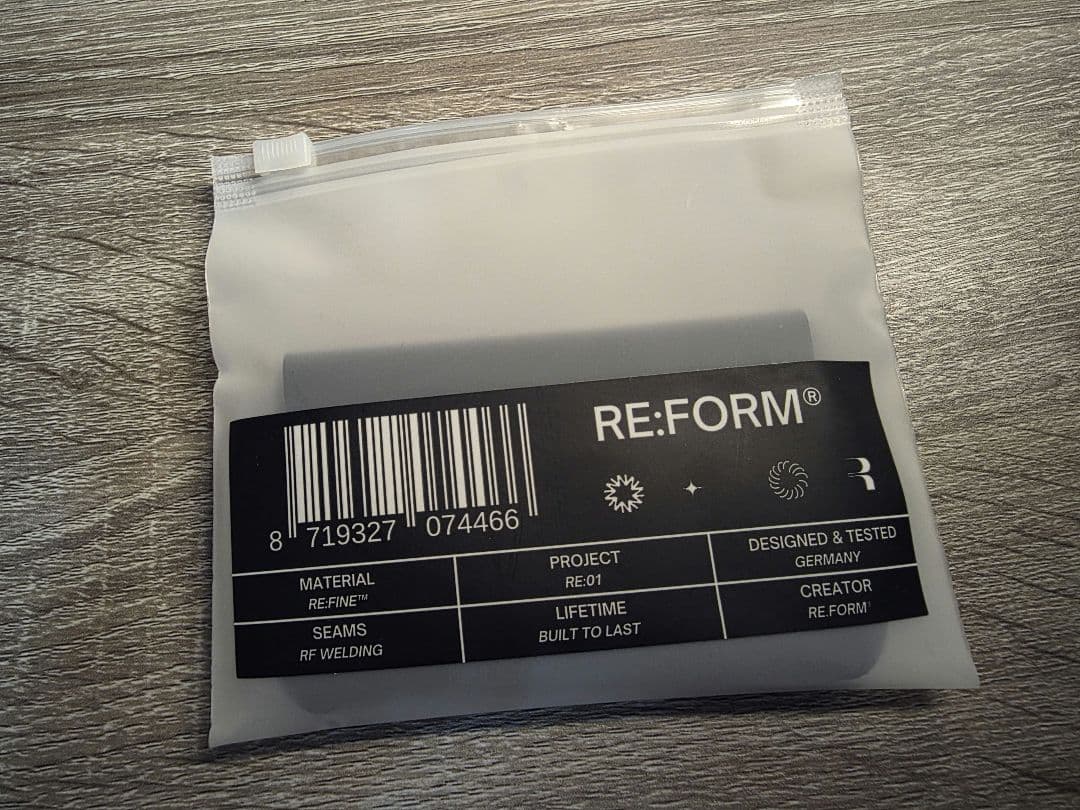 RE:FORM®
8 719327 074466
MATERIAL
RE:FINE™
PROJECT
RE:01
DESIGNED & TESTED
GERMANY
SEAMS
RF WELDING
LIFETIME
BUILT TO LAST
CREATOR
RE.FORM